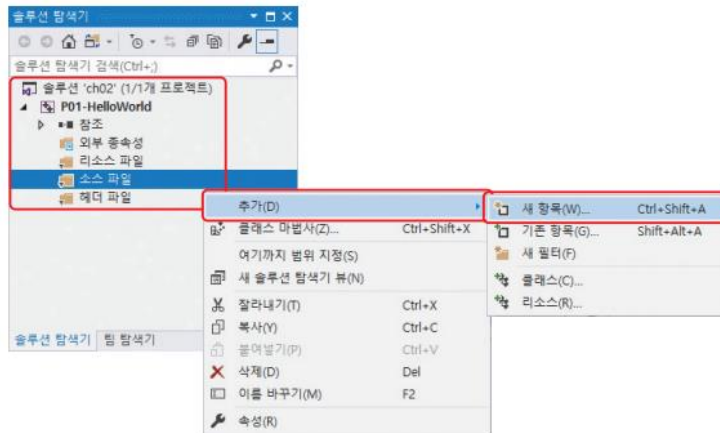 솔루션 탐색기
솔루션 탐색기 검색(Ctrl+;)
솔루션 'ch02' (1/1개 프로젝트)
P01-HelloWorld
참조
외부 종속성
리소스 파일
소스 파일
헤더 파일
솔루션 탐색기 팀 탐색기
추가(D)
클래스 마법사(Z)... Ctrl+Shift+X
여기까지 범위 지정(S)
새 솔루션 탐색기 뷰(N)
잘라내기(T) Ctrl+X
복사(Y) Ctrl+C
붙여넣기(P) Ctrl+V
삭제(D) Del
이름 바꾸기(M) F2
속성(R)
새 항목(W)... Ctrl+Shift+A
기존 항목(G)... Shift+Alt+A
새 필터(F)
클래스(C)...
리소스(R)...